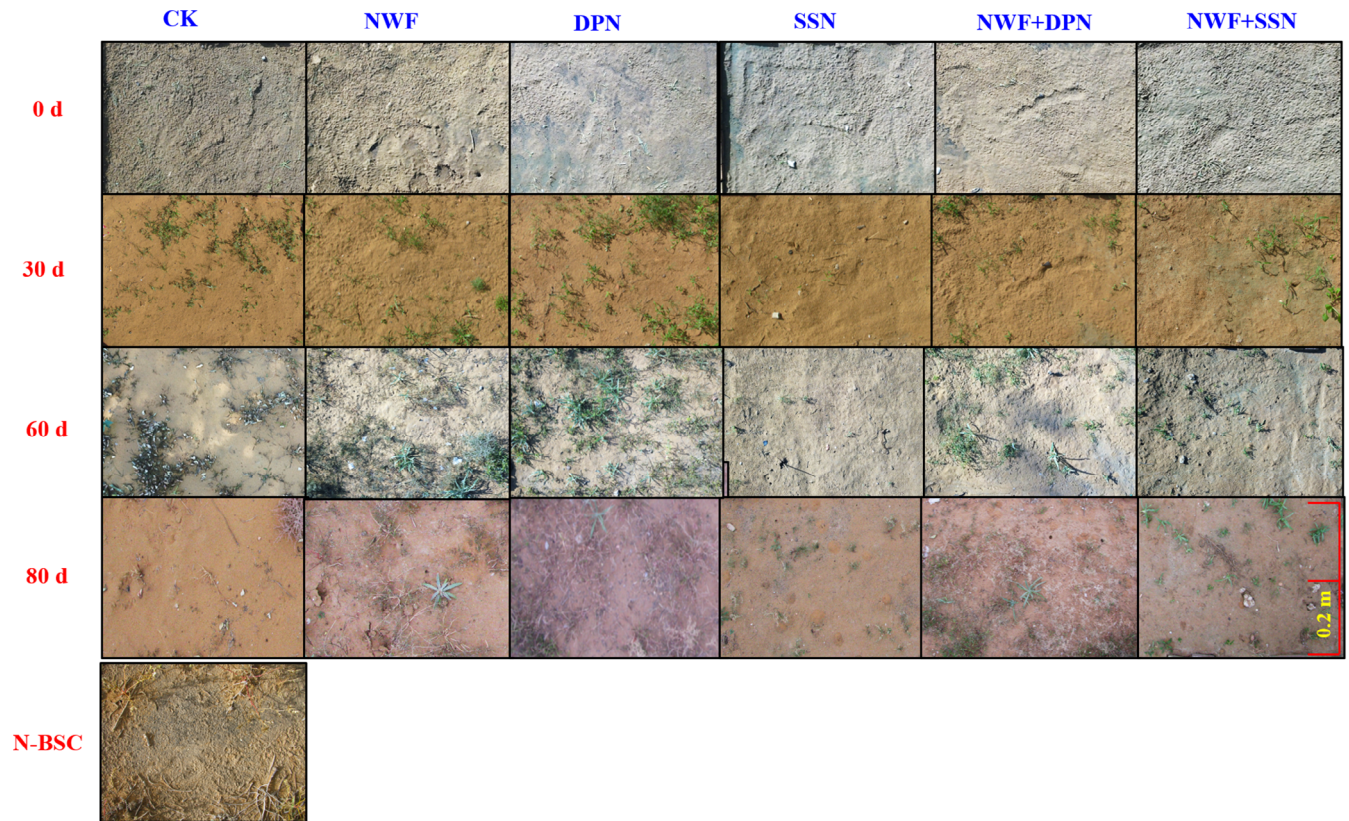 CK NWF DPN SSN NWF+DPN NWF+SSN
0 d
30 d
60 d
80 d
0.2 m
N-BSC